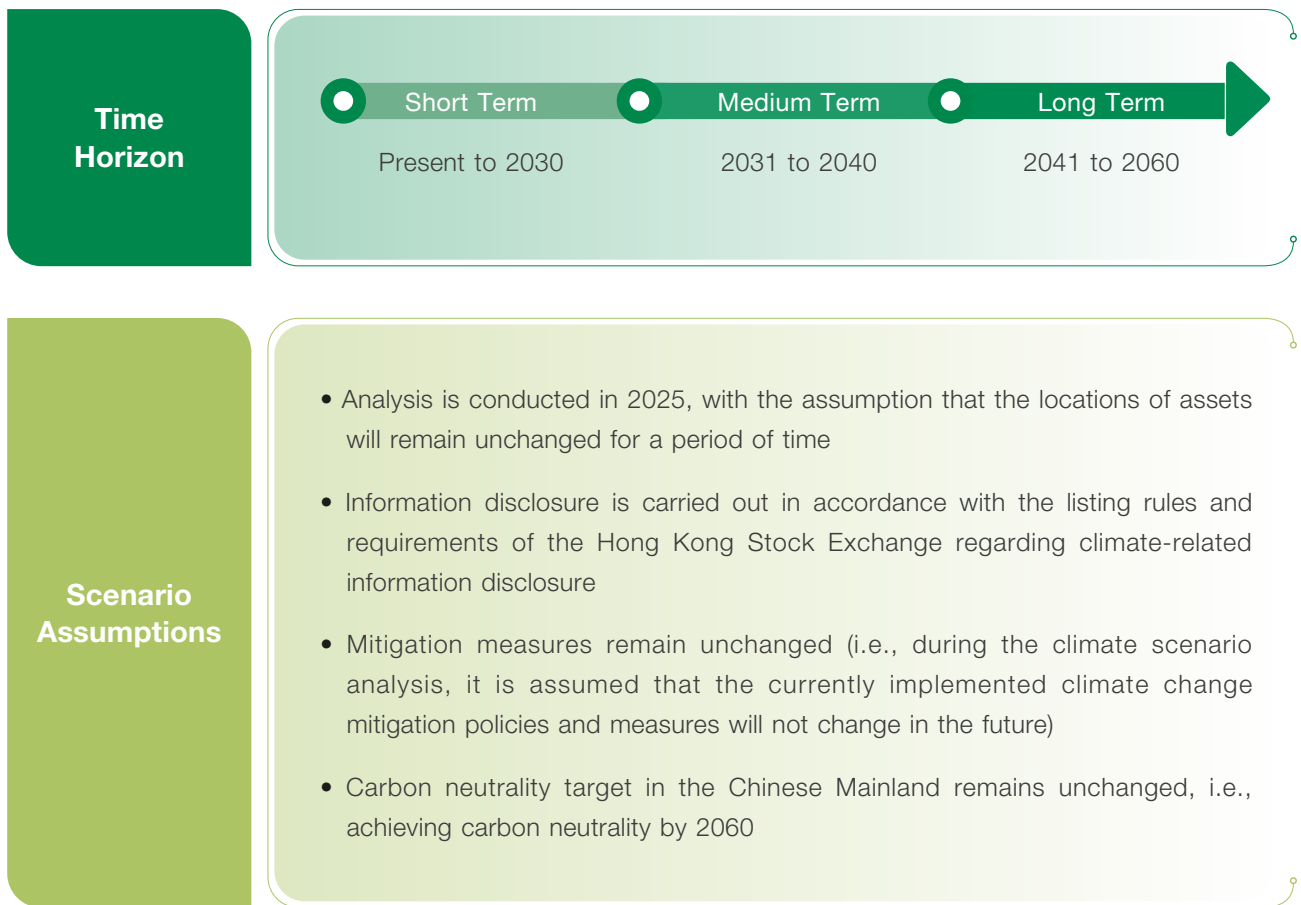 Time
Horizon
Short Term
Medium Term
Long Term
Present to 2030
2031 to 2040
2041 to 2060
Scenario
Assumptions
• Analysis is conducted in 2025, with the assumption that the locations of assets
will remain unchanged for a period of time
• Information disclosure is carried out in accordance with the listing rules and
requirements of the Hong Kong Stock Exchange regarding climate-related
information disclosure
• Mitigation measures remain unchanged (i.e., during the climate scenario
analysis, it is assumed that the currently implemented climate change
mitigation policies and measures will not change in the future)
• Carbon neutrality target in the Chinese Mainland remains unchanged, i.e.,
achieving carbon neutrality by 2060